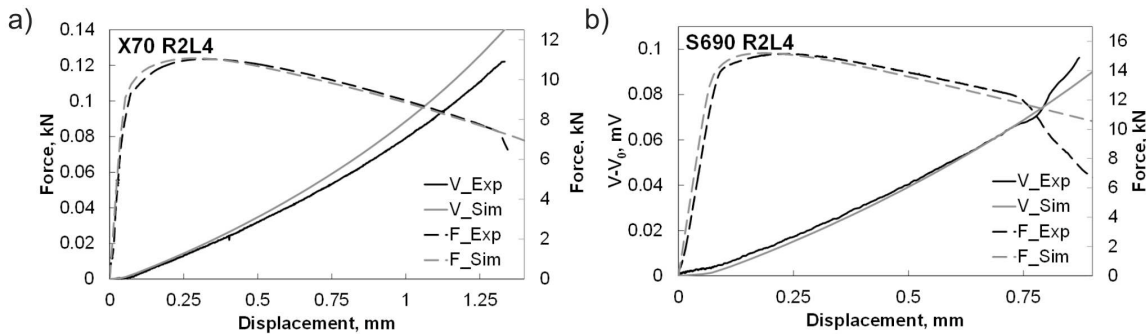 a)
X70 R2L4
0.14
0.12
0.1
0.08
0.06
0.04
0.02
0
Force, kN
12
10
8
6
4
2
0
Force, kN
V_Exp
V_Sim
F_Exp
F_Sim
0 0.25 0.5 0.75 1 1.25
Displacement, mm
b)
S690 R2L4
0.1
0.08
0.06
0.04
0.02
0
V-V₀, mV
16
14
12
10
8
6
4
2
0
Force, kN
V_Exp
V_Sim
F_Exp
F_Sim
0 0.25 0.5 0.75
Displacement, mm